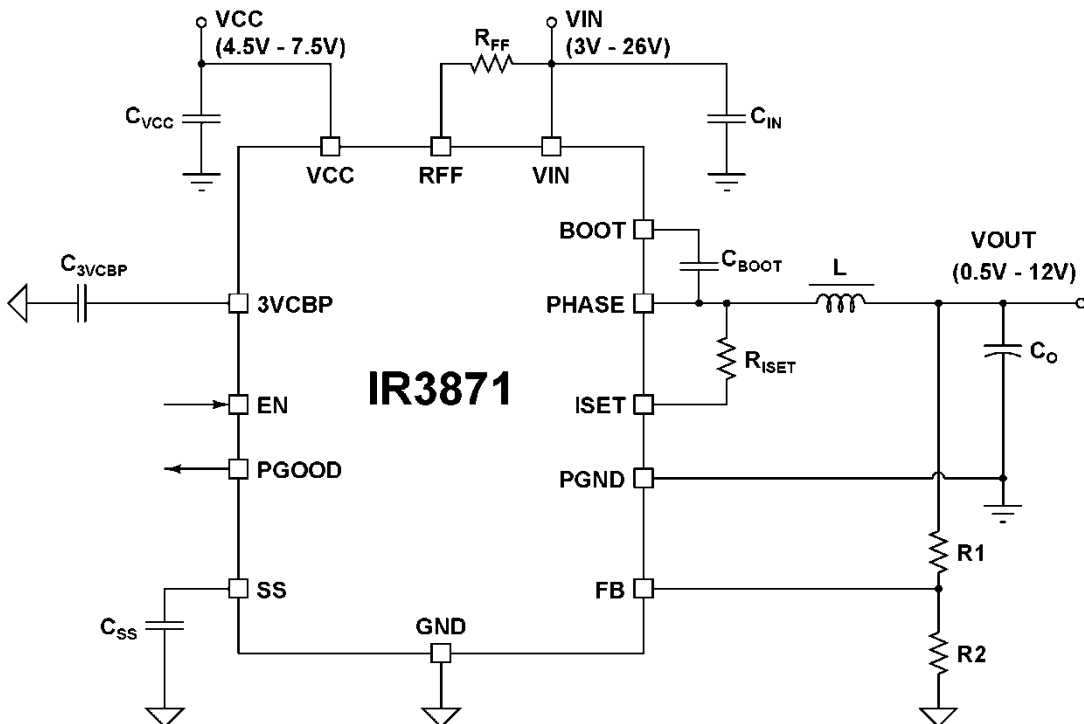 VCC
(4.5V - 7.5V)
RFF
VIN
(3V - 26V)
CVCC
CIN
VCC
RFF
VIN
BOOT
CBOOT
VOUT
(0.5V - 12V)
C3VCBP
L
3VCBP
PHASE
RISET
CO
IR3871
EN
ISET
PGOOD
PGND
R1
SS
FB
CSS
GND
R2